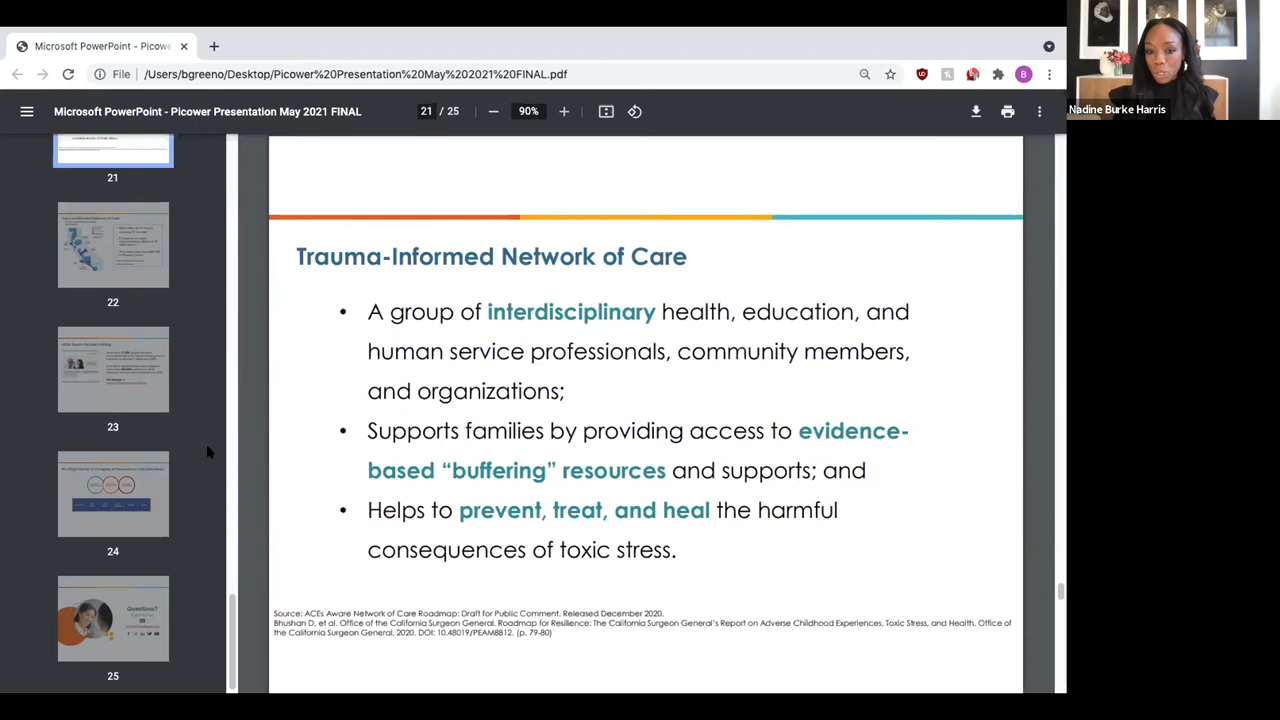 Microsoft PowerPoint - Picowe
File
/Users/bgreeno/Desktop/Picower%20Presentation%20May%202021%20FINAL.pdf
B
Nadine Burke Harris
Microsoft PowerPoint - Picower Presentation May 2021 FINAL
21 / 25
90%
21
22
23
24
Questions?
25
Trauma-Informed Network of Care
• A group of interdisciplinary health, education, and
human service professionals, community members,
and organizations;
• Supports families by providing access to evidence-
based “buffering” resources and supports; and
• Helps to prevent, treat, and heal the harmful
consequences of toxic stress.
Source: ACEs Aware Network of Care Roadmap: Draft for Public Comment. Released December 2020.
Bhushan D, et al. Office of the California Surgeon General. Roadmap for Resilience: The California Surgeon General’s Report on Adverse Childhood Experiences, Toxic Stress, and Health. Office of
the California Surgeon General, 2020. DOI: 10.48019/PEAM8812. (p. 79-80)